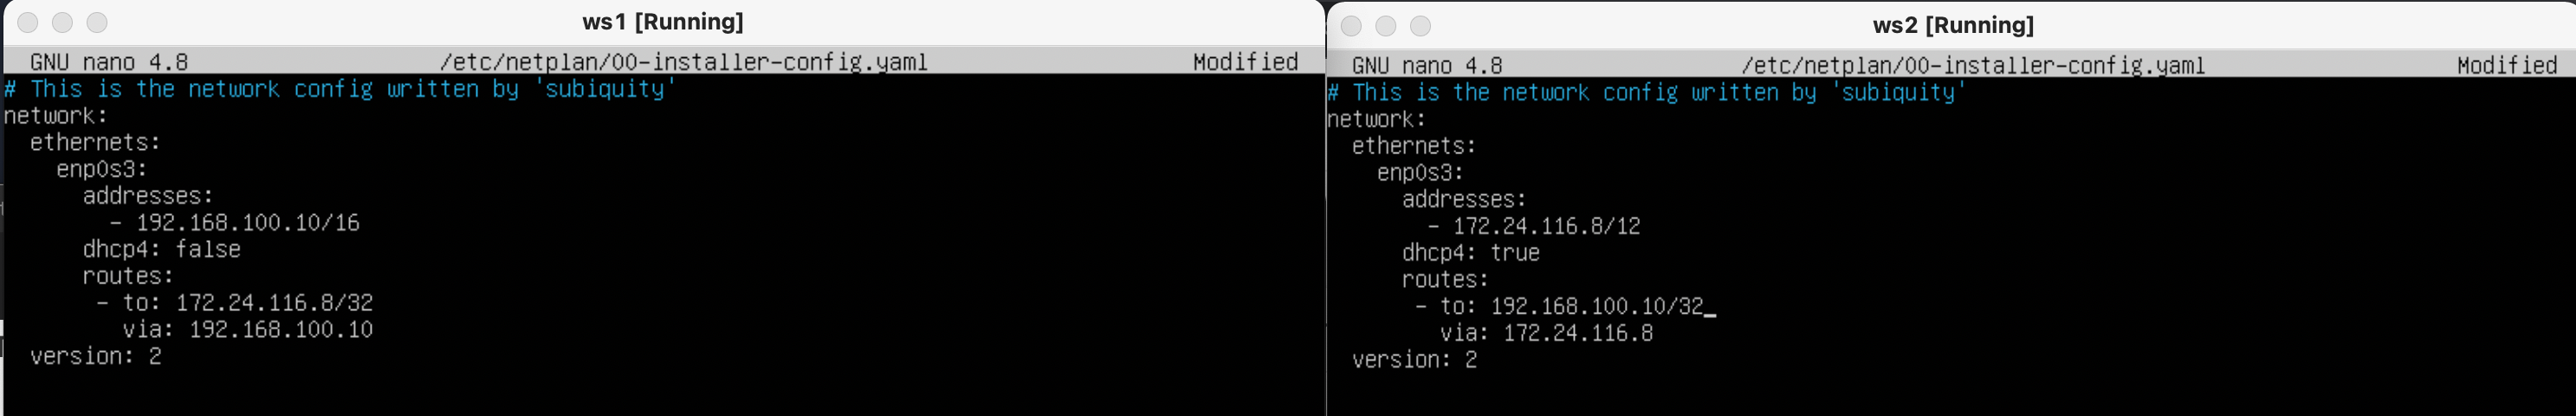 ws1 [Running]
GNU nano 4.8 /etc/netplan/00-installer-config.yaml Modified
# This is the network config written by 'subiquity'
network:
  ethernets:
    enp0s3:
      addresses:
        - 192.168.100.10/16
      dhcp4: false
      routes:
       - to: 172.24.116.8/32
         via: 192.168.100.10
  version: 2
ws2 [Running]
GNU nano 4.8 /etc/netplan/00-installer-config.yaml Modified
# This is the network config written by 'subiquity'
network:
  ethernets:
    enp0s3:
      addresses:
        - 172.24.116.8/12
      dhcp4: true
      routes:
       - to: 192.168.100.10/32
         via: 172.24.116.8
  version: 2